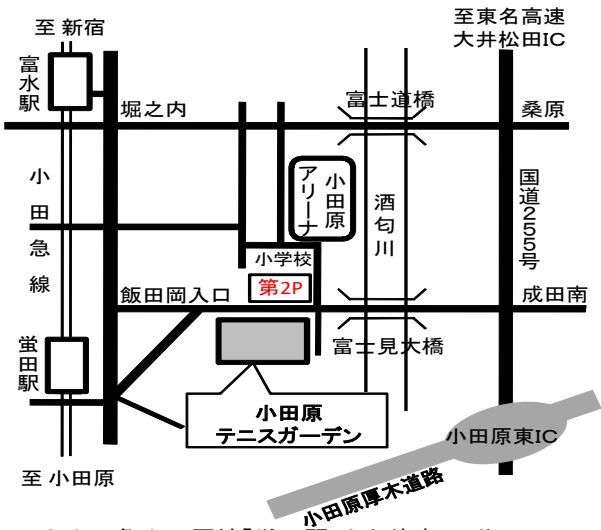 至 新宿
至東名高速
大井松田IC
富水駅
堀之内
富士道橋
桑原
小田急線
小田原
アリーナ
酒匂川
国道255号
小学校
第2P
飯田岡入口
成田南
蛍田駅
富士見大橋
小田原
テニスガーデン
小田原東IC
至 小田原
小田原厚木道路